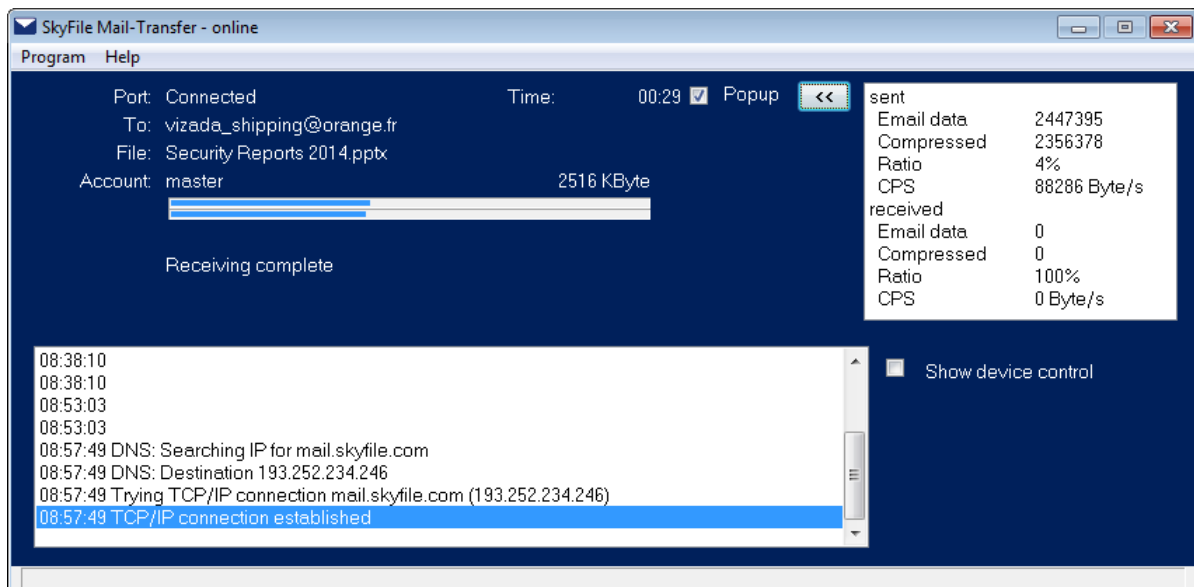 SkyFile Mail-Transfer - online
Program Help
Port: Connected Time: 00:29 Popup <<
To: vizada_shipping@orange.fr
File: Security Reports 2014.pptx
Account: master 2516 KByte
Receiving complete
sent
Email data 2447395
Compressed 2356378
Ratio 4%
CPS 88286 Byte/s
received
Email data 0
Compressed 0
Ratio 100%
CPS 0 Byte/s
08:38:10
08:38:10
08:53:03
08:53:03
08:57:49 DNS: Searching IP for mail.skyfile.com
08:57:49 DNS: Destination 193.252.234.246
08:57:49 Trying TCP/IP connection mail.skyfile.com (193.252.234.246)
08:57:49 TCP/IP connection established
Show device control